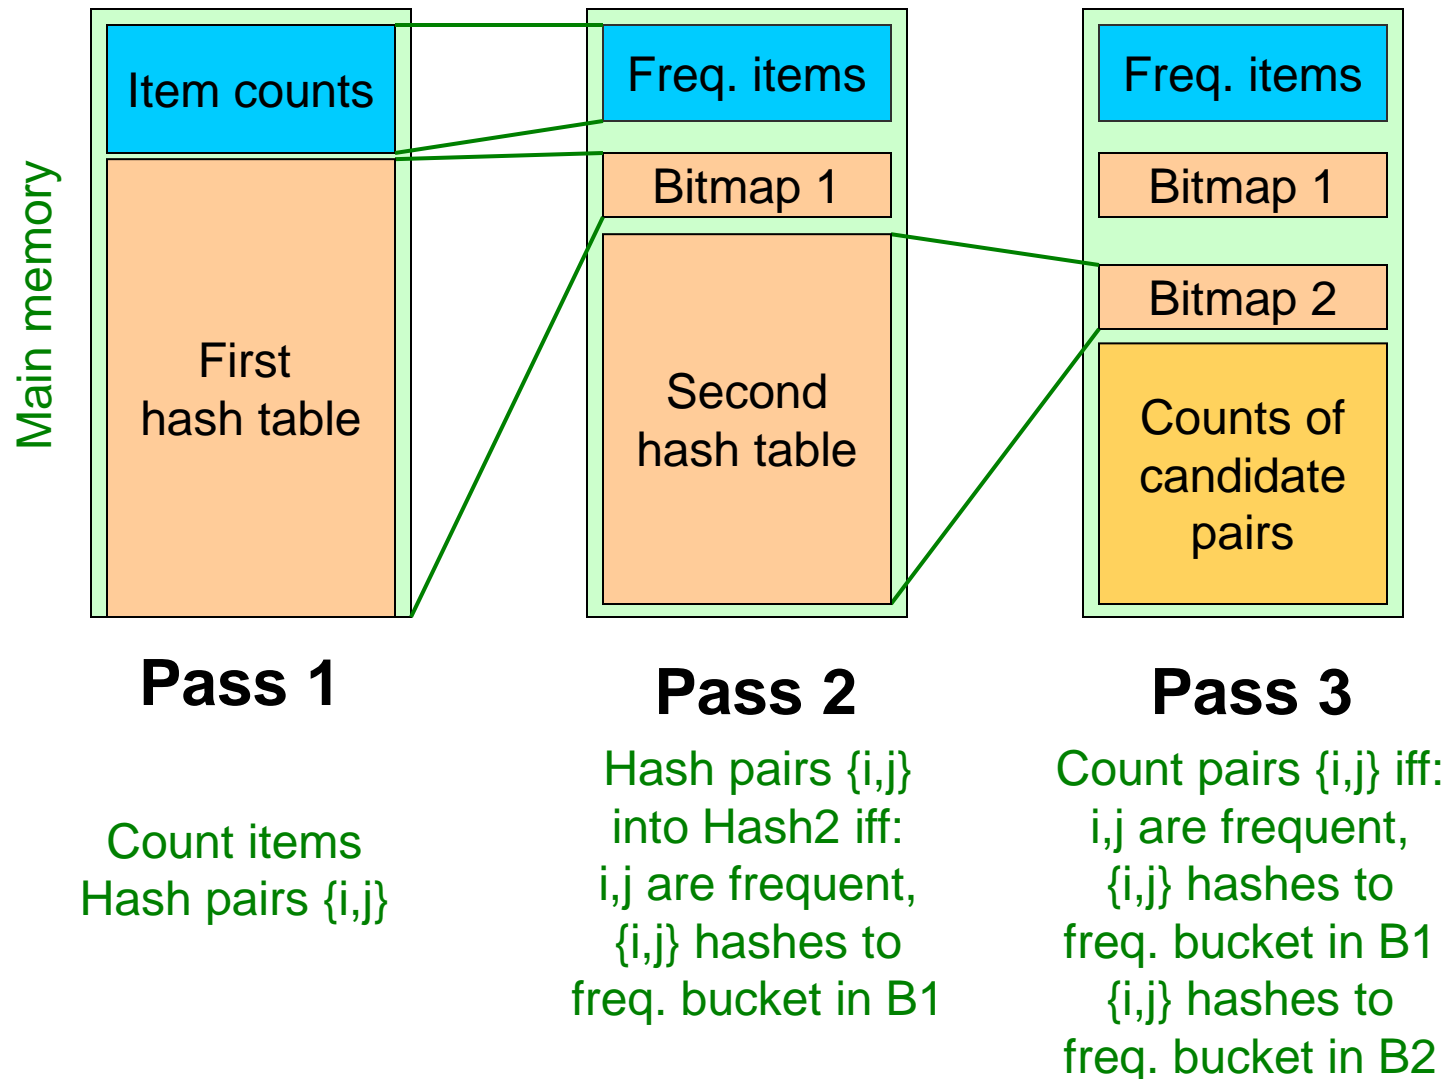 Main memory
Item counts
First
hash table
Pass 1
Count items
Hash pairs {i,j}
Freq. items
Bitmap 1
Second
hash table
Pass 2
Hash pairs {i,j}
into Hash2 iff:
i,j are frequent,
{i,j} hashes to
freq. bucket in B1
Freq. items
Bitmap 1
Bitmap 2
Counts of
candidate
pairs
Pass 3
Count pairs {i,j} iff:
i,j are frequent,
{i,j} hashes to
freq. bucket in B1
{i,j} hashes to
freq. bucket in B2